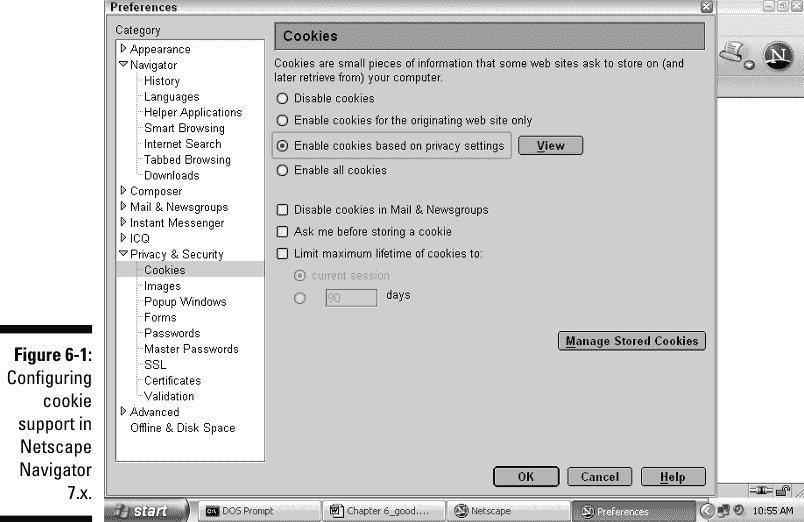 Preferences
Category
Appearance
Navigator
History
Languages
Helper Applications
Smart Browsing
Internet Search
Tabbed Browsing
Downloads
Composer
Mail & Newsgroups
Instant Messenger
ICQ
Privacy & Security
Cookies
Images
Popup Windows
Forms
Passwords
Master Passwords
SSL
Certificates
Validation
Advanced
Offline & Disk Space
Cookies
Cookies are small pieces of information that some web sites ask to store on (and
later retrieve from) your computer.
Disable cookies
Enable cookies for the originating web site only
Enable cookies based on privacy settings
View
Enable all cookies
Disable cookies in Mail & Newsgroups
Ask me before storing a cookie
Limit maximum lifetime of cookies to:
current session
90 days
Manage Stored Cookies
OK Cancel Help
N
start DOS Prompt Chapter 6_good.... Netscape Preferences 10:55 AM
Figure 6-1:
Configuring
cookie
support in
Netscape
Navigator
7.x.